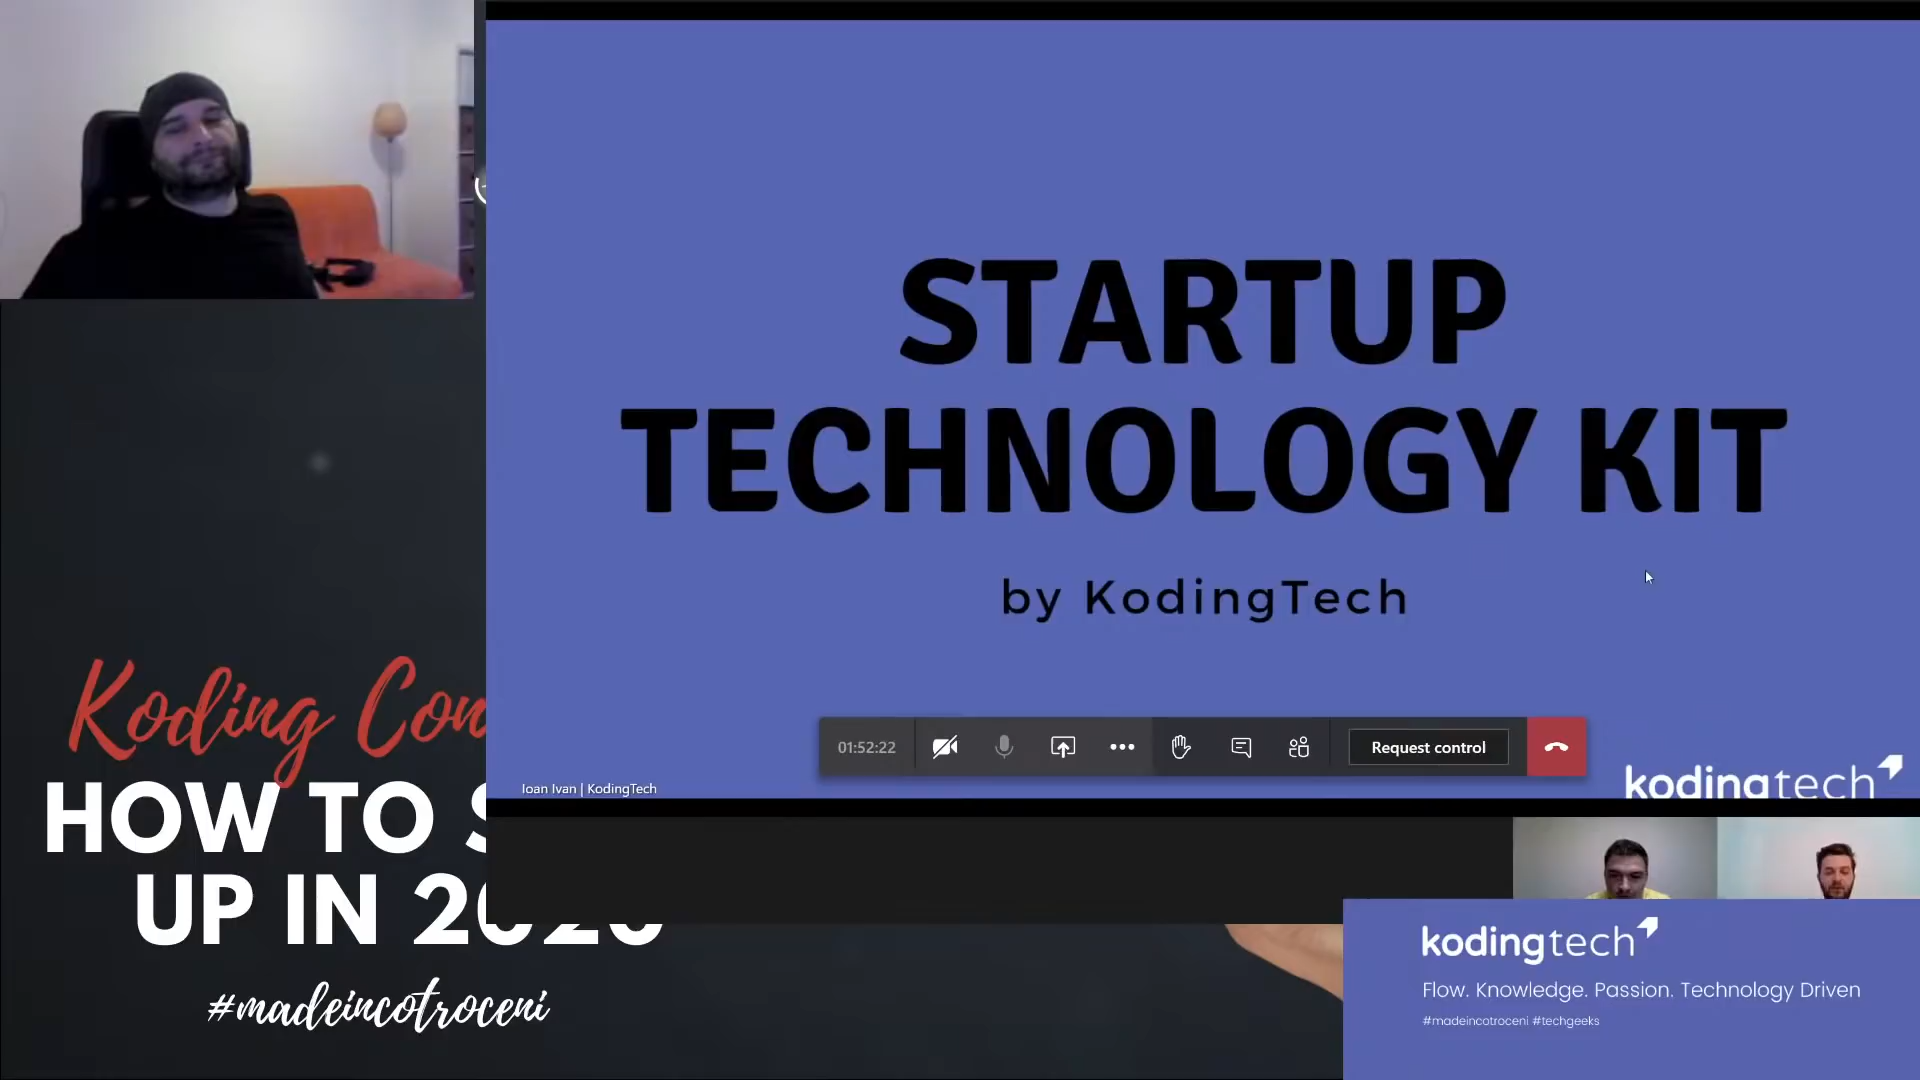 STARTUP
TECHNOLOGY KIT
by KodingTech
01:52:22
Request control
Ioan Ivan | KodingTech
kodingtech
Koding Con
HOW TO S
UP IN 2020
#madeincotroceni
kodingtech
Flow. Knowledge. Passion. Technology Driven
#madeincotroceni #techgeeks